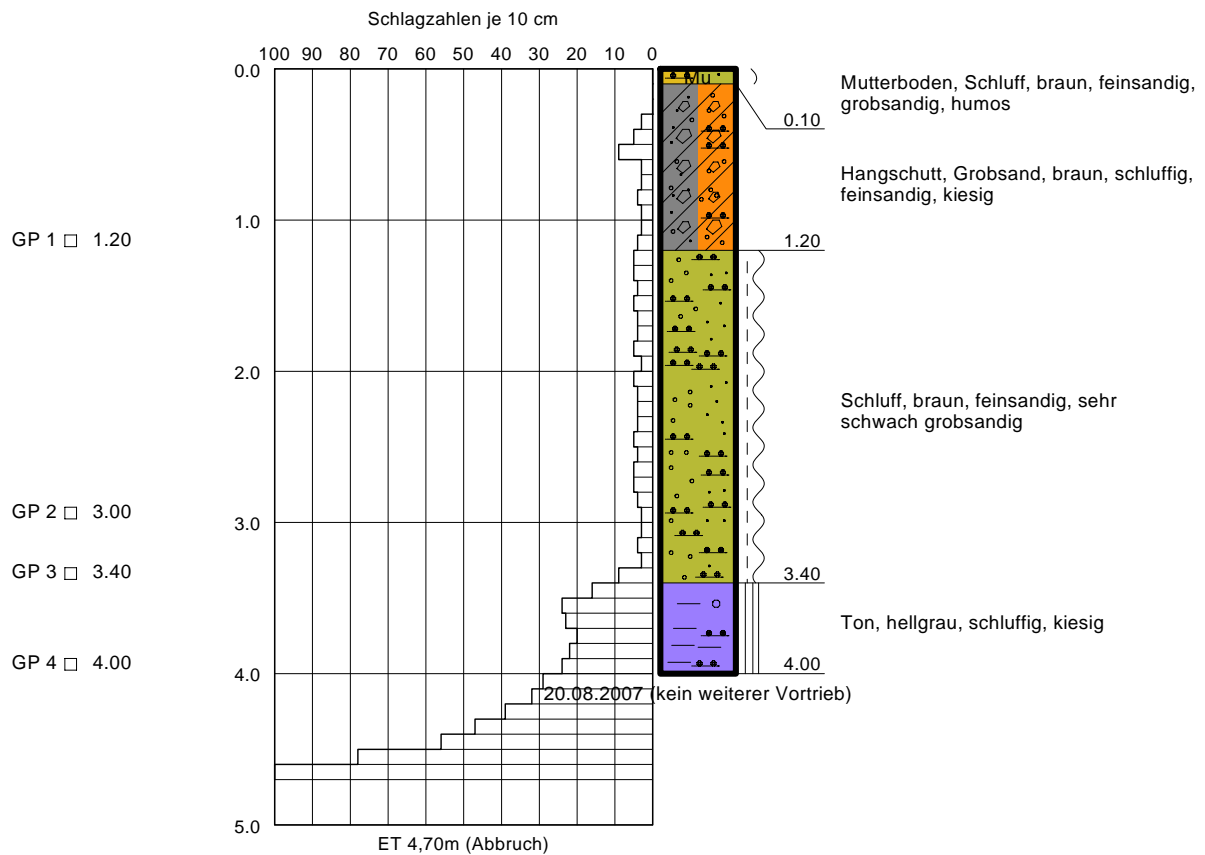 Schlagzahlen je 10 cm
100 90 80 70 60 50 40 30 20 10 0
0.0
Mu
Mutterboden, Schluff, braun, feinsandig,
grobsandig, humos
0.10
Hangschutt, Grobsand, braun, schluffig,
feinsandig, kiesig
1.0
GP 1 1.20
1.20
2.0
Schluff, braun, feinsandig, sehr
schwach grobsandig
GP 2 3.00
3.0
GP 3 3.40
3.40
Ton, hellgrau, schluffig, kiesig
GP 4 4.00
4.0
4.00
20.08.2007 (kein weiterer Vortrieb)
5.0
ET 4,70m (Abbruch)